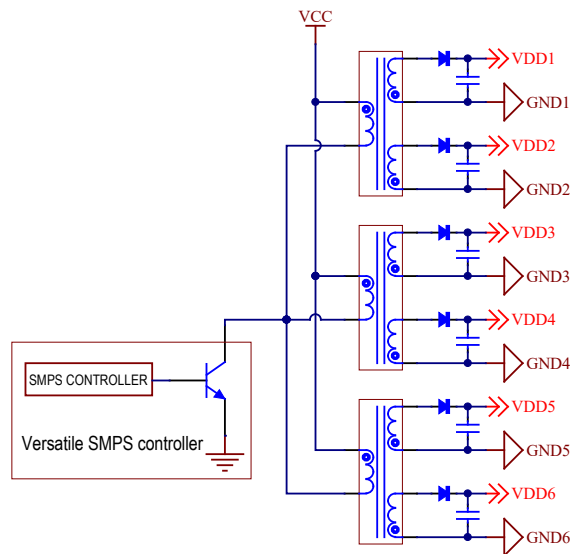 VCC
VDD1
GND1
VDD2
GND2
VDD3
GND3
VDD4
GND4
SMPS CONTROLLER
Versatile SMPS controller
VDD5
GND5
VDD6
GND6